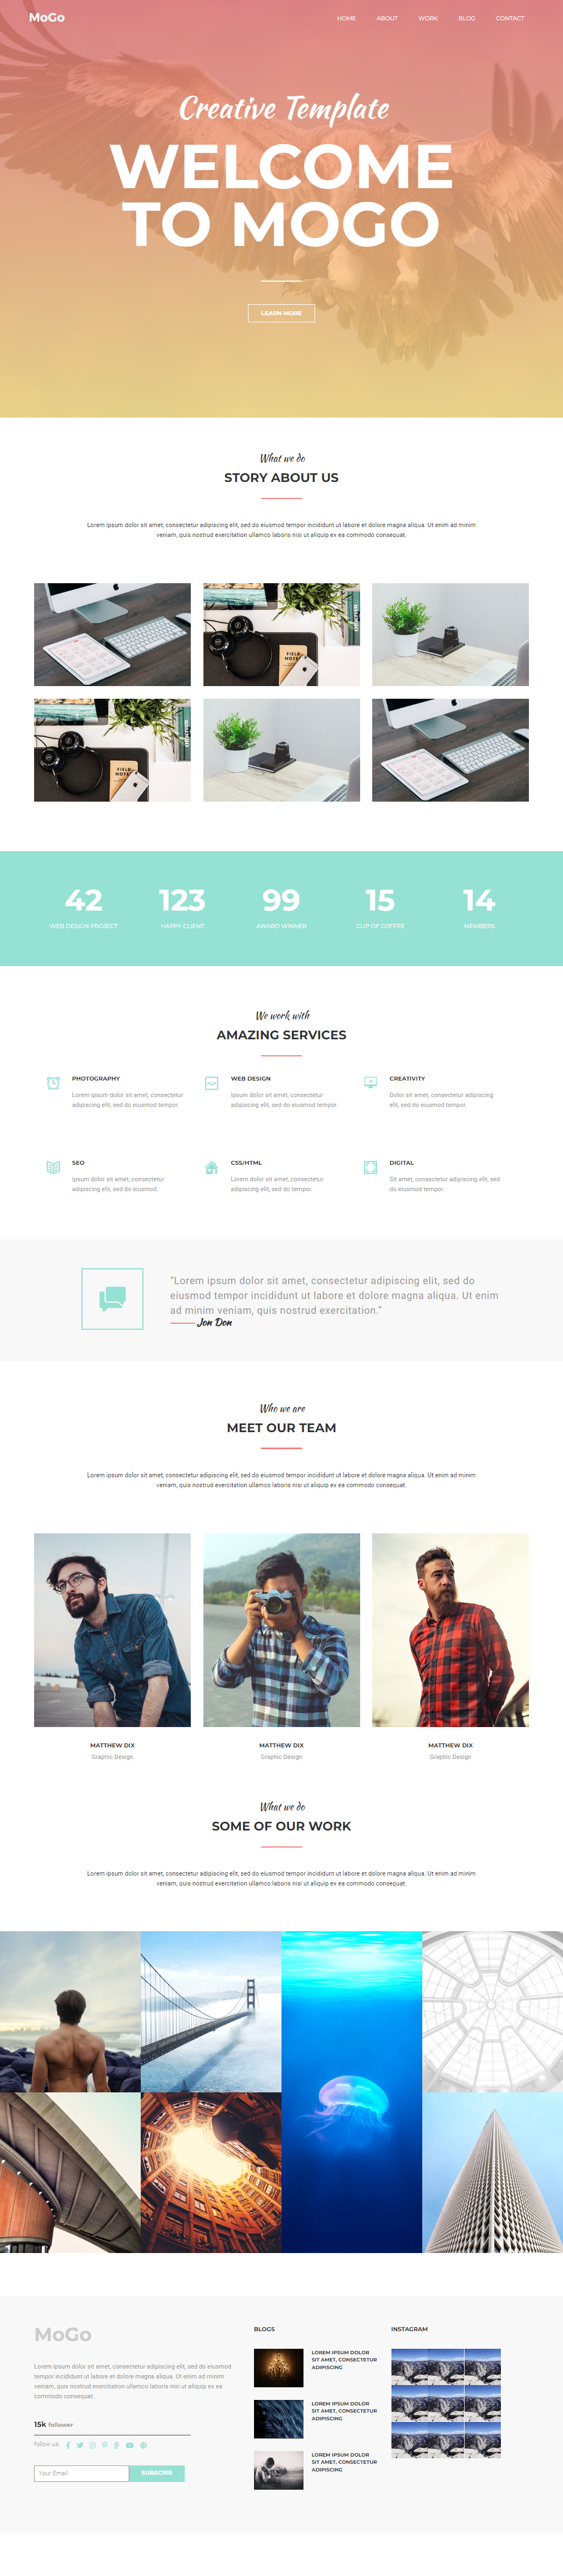 MoGo
HOME ABOUT WORK BLOG CONTACT
Creative Template
WELCOME
TO MOGO
LEARN MORE
What we do
STORY ABOUT US
Lorem ipsum dolor sit amet, consectetur adipiscing elit, sed do eiusmod tempor incididunt ut labore et dolore magna aliqua. Ut enim ad minim
veniam, quis nostrud exercitation ullamco laboris nisi ut aliquip ex ea commodo consequat.
FIELD NOTES
FIELD NOTES
42 123 99 15 14
WEB DESIGN PROJECT HAPPY CLIENT AWARD WINNER CUP OF COFFEE MEMBERS
We work with
AMAZING SERVICES
PHOTOGRAPHY
Lorem ipsum dolor sit amet, consectetur
adipiscing elit, sed do eiusmod tempor.
WEB DESIGN
Ipsum dolor sit amet, consectetur
adipiscing elit, sed do eiusmod tempor.
CREATIVITY
Dolor sit amet, consectetur adipiscing
elit, sed do eiusmod tempor.
SEO
Ipsum dolor sit amet, consectetur
adipiscing elit, sed do eiusmod.
CSS/HTML
Lorem dolor sit amet, consectetur
adipiscing elit, sed do tempor.
DIGITAL
Sit amet, consectetur adipiscing elit, sed
do eiusmod tempor.
"Lorem ipsum dolor sit amet, consectetur adipiscing elit, sed do
eiusmod tempor incididunt ut labore et dolore magna aliqua. Ut enim
ad minim veniam, quis nostrud exercitation."
Jon Don
Who we are
MEET OUR TEAM
Lorem ipsum dolor sit amet, consectetur adipiscing elit, sed do eiusmod tempor incididunt ut labore et dolore magna aliqua. Ut enim ad minim
veniam, quis nostrud exercitation ullamco laboris nisi ut aliquip ex ea commodo consequat.
MATTHEW DIX MATTHEW DIX MATTHEW DIX
Graphic Design Graphic Design Graphic Design
What we do
SOME OF OUR WORK
Lorem ipsum dolor sit amet, consectetur adipiscing elit, sed do eiusmod tempor incididunt ut labore et dolore magna aliqua. Ut enim ad minim
veniam, quis nostrud exercitation ullamco laboris nisi ut aliquip ex ea commodo consequat.
MoGo
Lorem ipsum dolor sit amet, consectetur adipiscing elit, sed do eiusmod
tempor incididunt ut labore et dolore magna aliqua. Ut enim ad minim
veniam, quis nostrud exercitation ullamco laboris nisi ut aliquip ex ea
commodo consequat.
15k follower
follow us:
Your Email SUBSCRIB
BLOGS
LOREM IPSUM DOLOR
SIT AMET, CONSECTETUR
ADIPISCING
LOREM IPSUM DOLOR
SIT AMET, CONSECTETUR
ADIPISCING
LOREM IPSUM DOLOR
SIT AMET, CONSECTETUR
ADIPISCING
INSTAGRAM